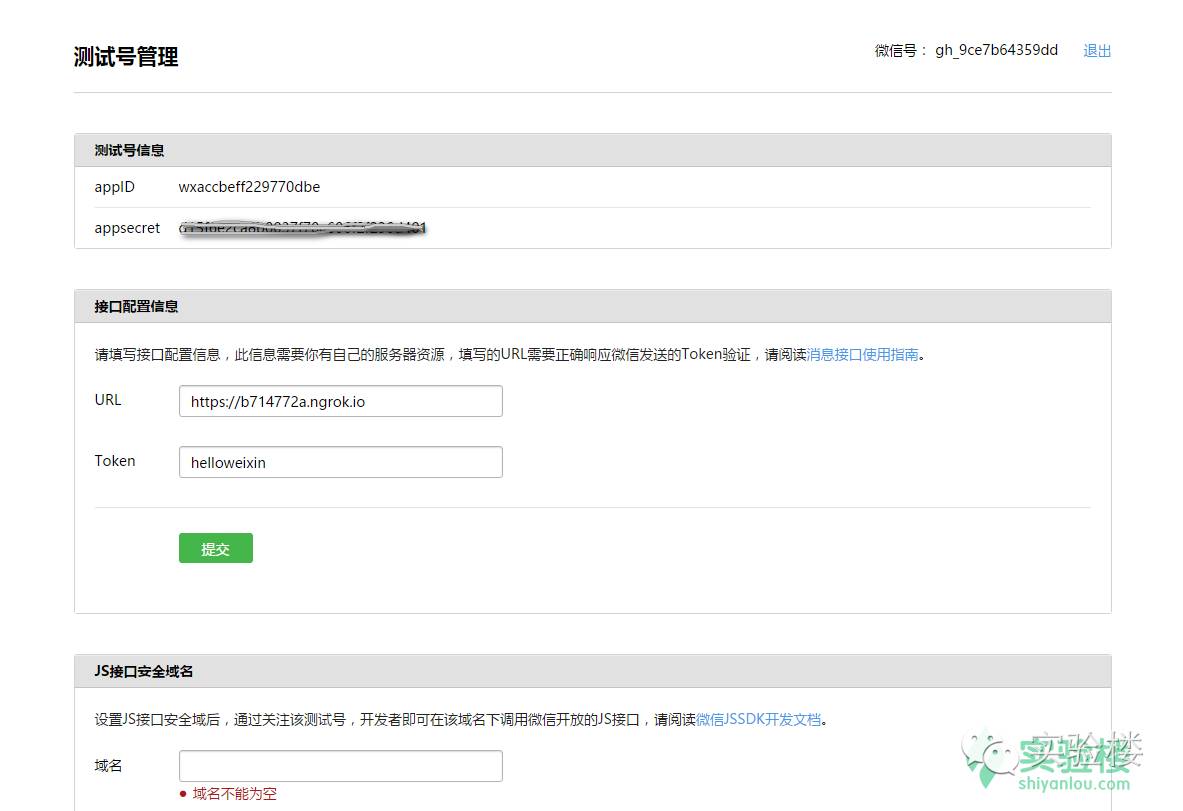 测试号管理
微信号： gh_9ce7b64359dd 退出
测试号信息
appID wxaccbeff229770dbe
appsecret
接口配置信息
请填写接口配置信息，此信息需要你有自己的服务器资源，填写的URL需要正确响应微信发送的Token验证，请阅读消息接口使用指南。
URL https://b714772a.ngrok.io
Token helloweixin
提交
JS接口安全域名
设置JS接口安全域后，通过关注该测试号，开发者即可在该域名下调用微信开放的JS接口，请阅读微信JSSDK开发文档。
域名
域名不能为空
实验楼
实验楼
shiyanlou.com